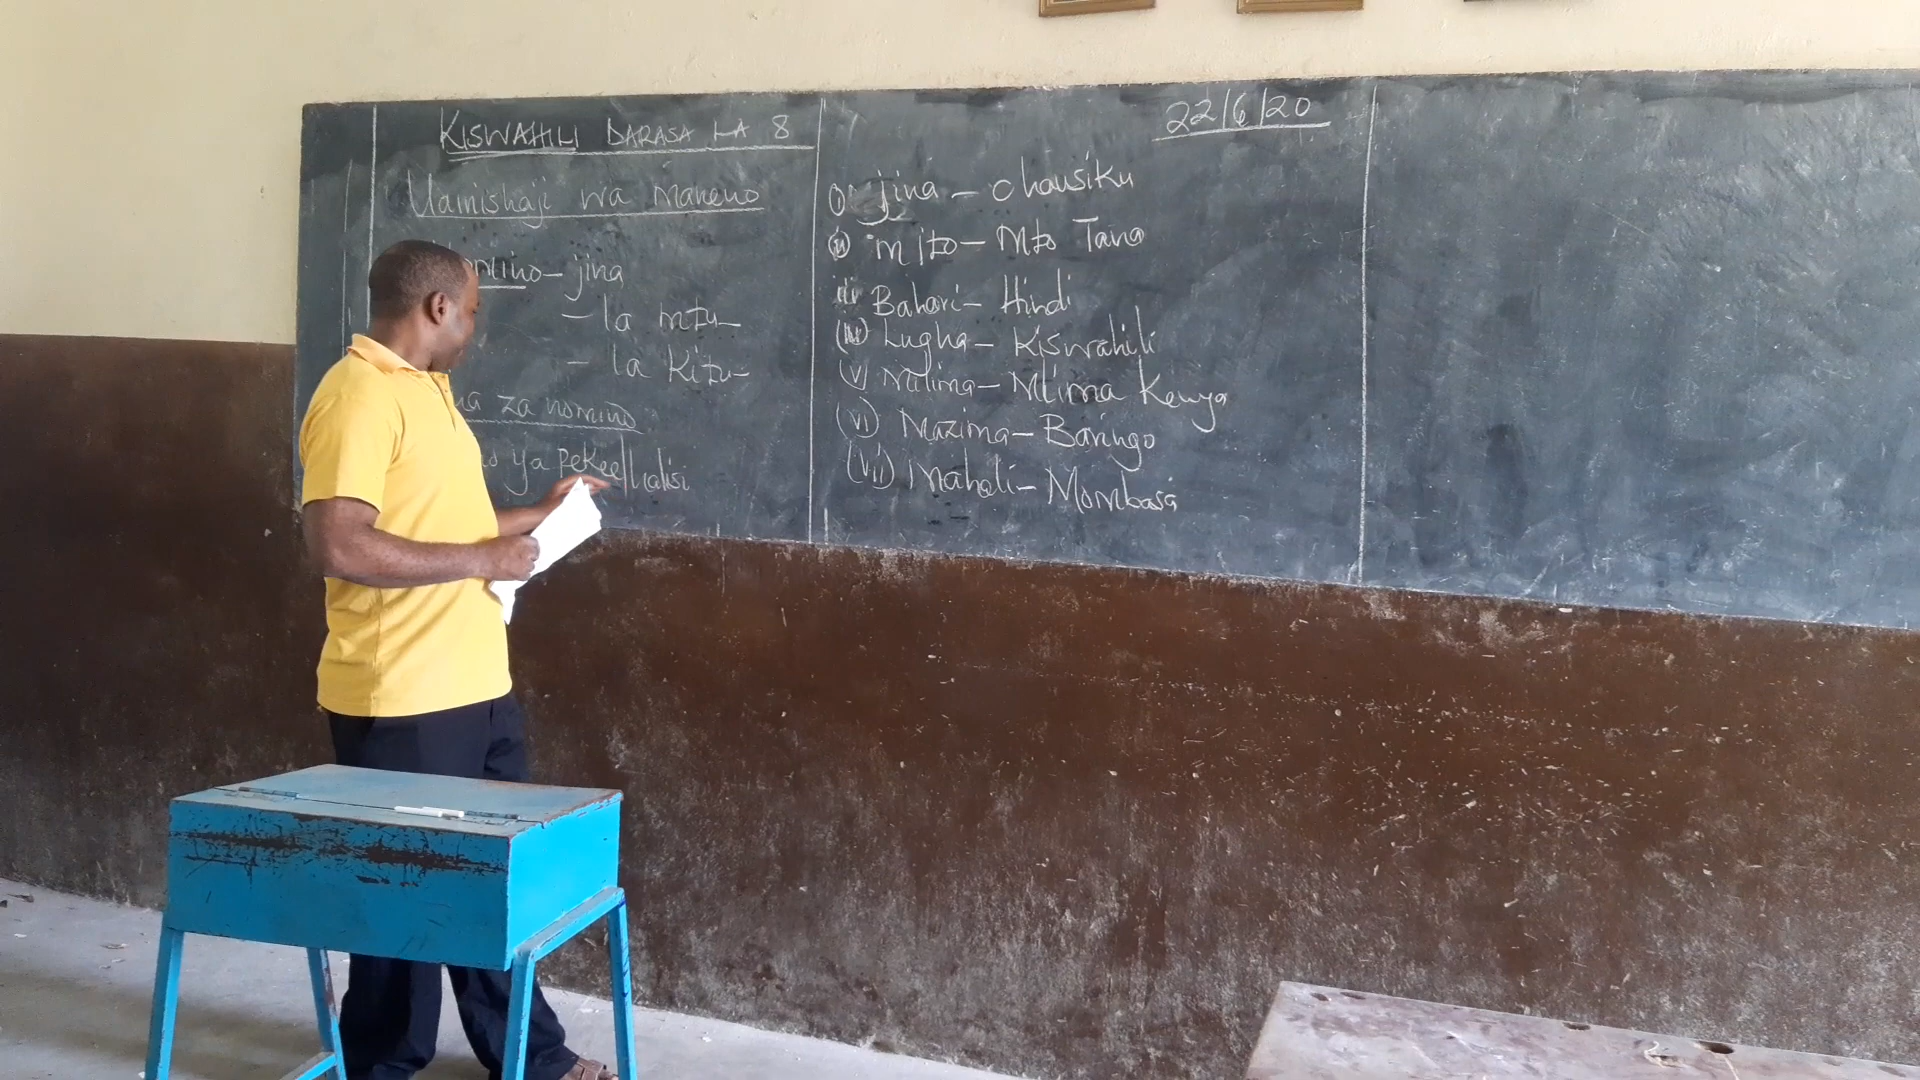 KISWAHILI DARASA LA 8
Uainishaji wa maneno
nomino – jina
– la mtu –
– la Kitu –
za nomino
ya pekee/halisi
22/6/20
i) jina – chausiku
(ii) mito – Mto Tana
iii Bahari – Hindi
(iv) Lugha – Kiswahili
(v) milima – Mlima Kenya
(vi) Maziwa – Baringo
(vii) Mahali – Mombasa